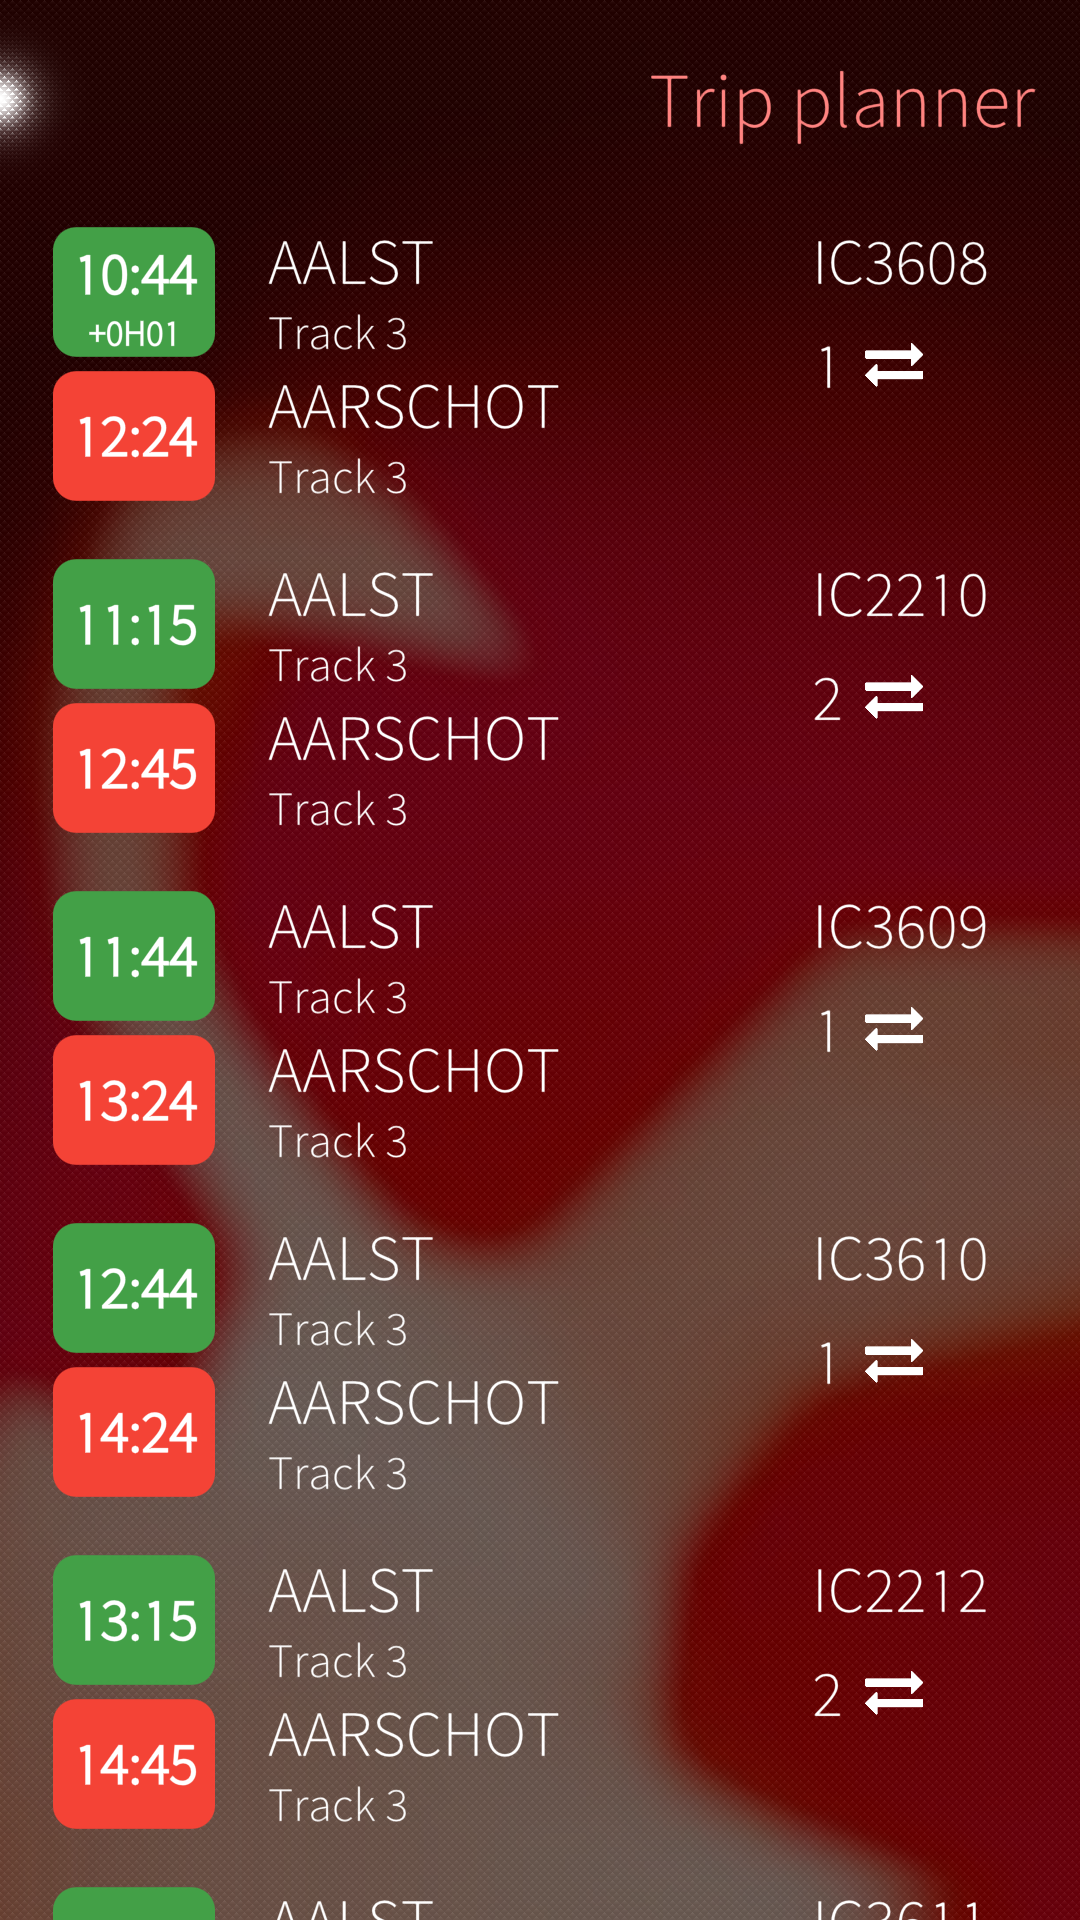 Trip planner
10:44
+0H01
AALST
Track 3
IC3608
1
12:24
AARSCHOT
Track 3
11:15
AALST
Track 3
IC2210
2
12:45
AARSCHOT
Track 3
11:44
AALST
Track 3
IC3609
1
13:24
AARSCHOT
Track 3
12:44
AALST
Track 3
IC3610
1
14:24
AARSCHOT
Track 3
13:15
AALST
Track 3
IC2212
2
14:45
AARSCHOT
Track 3
AALST
IC3611